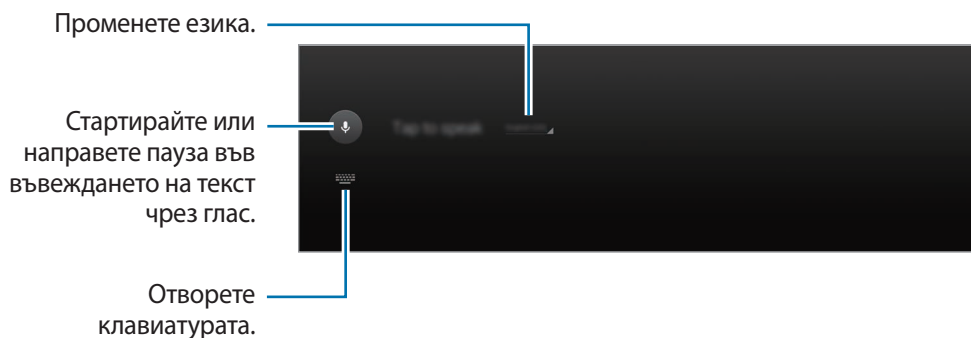 Променете езика.
Tap to speak
Стартирайте или
направете пауза във
въвеждането на текст
чрез глас.
Отворете
клавиатурата.